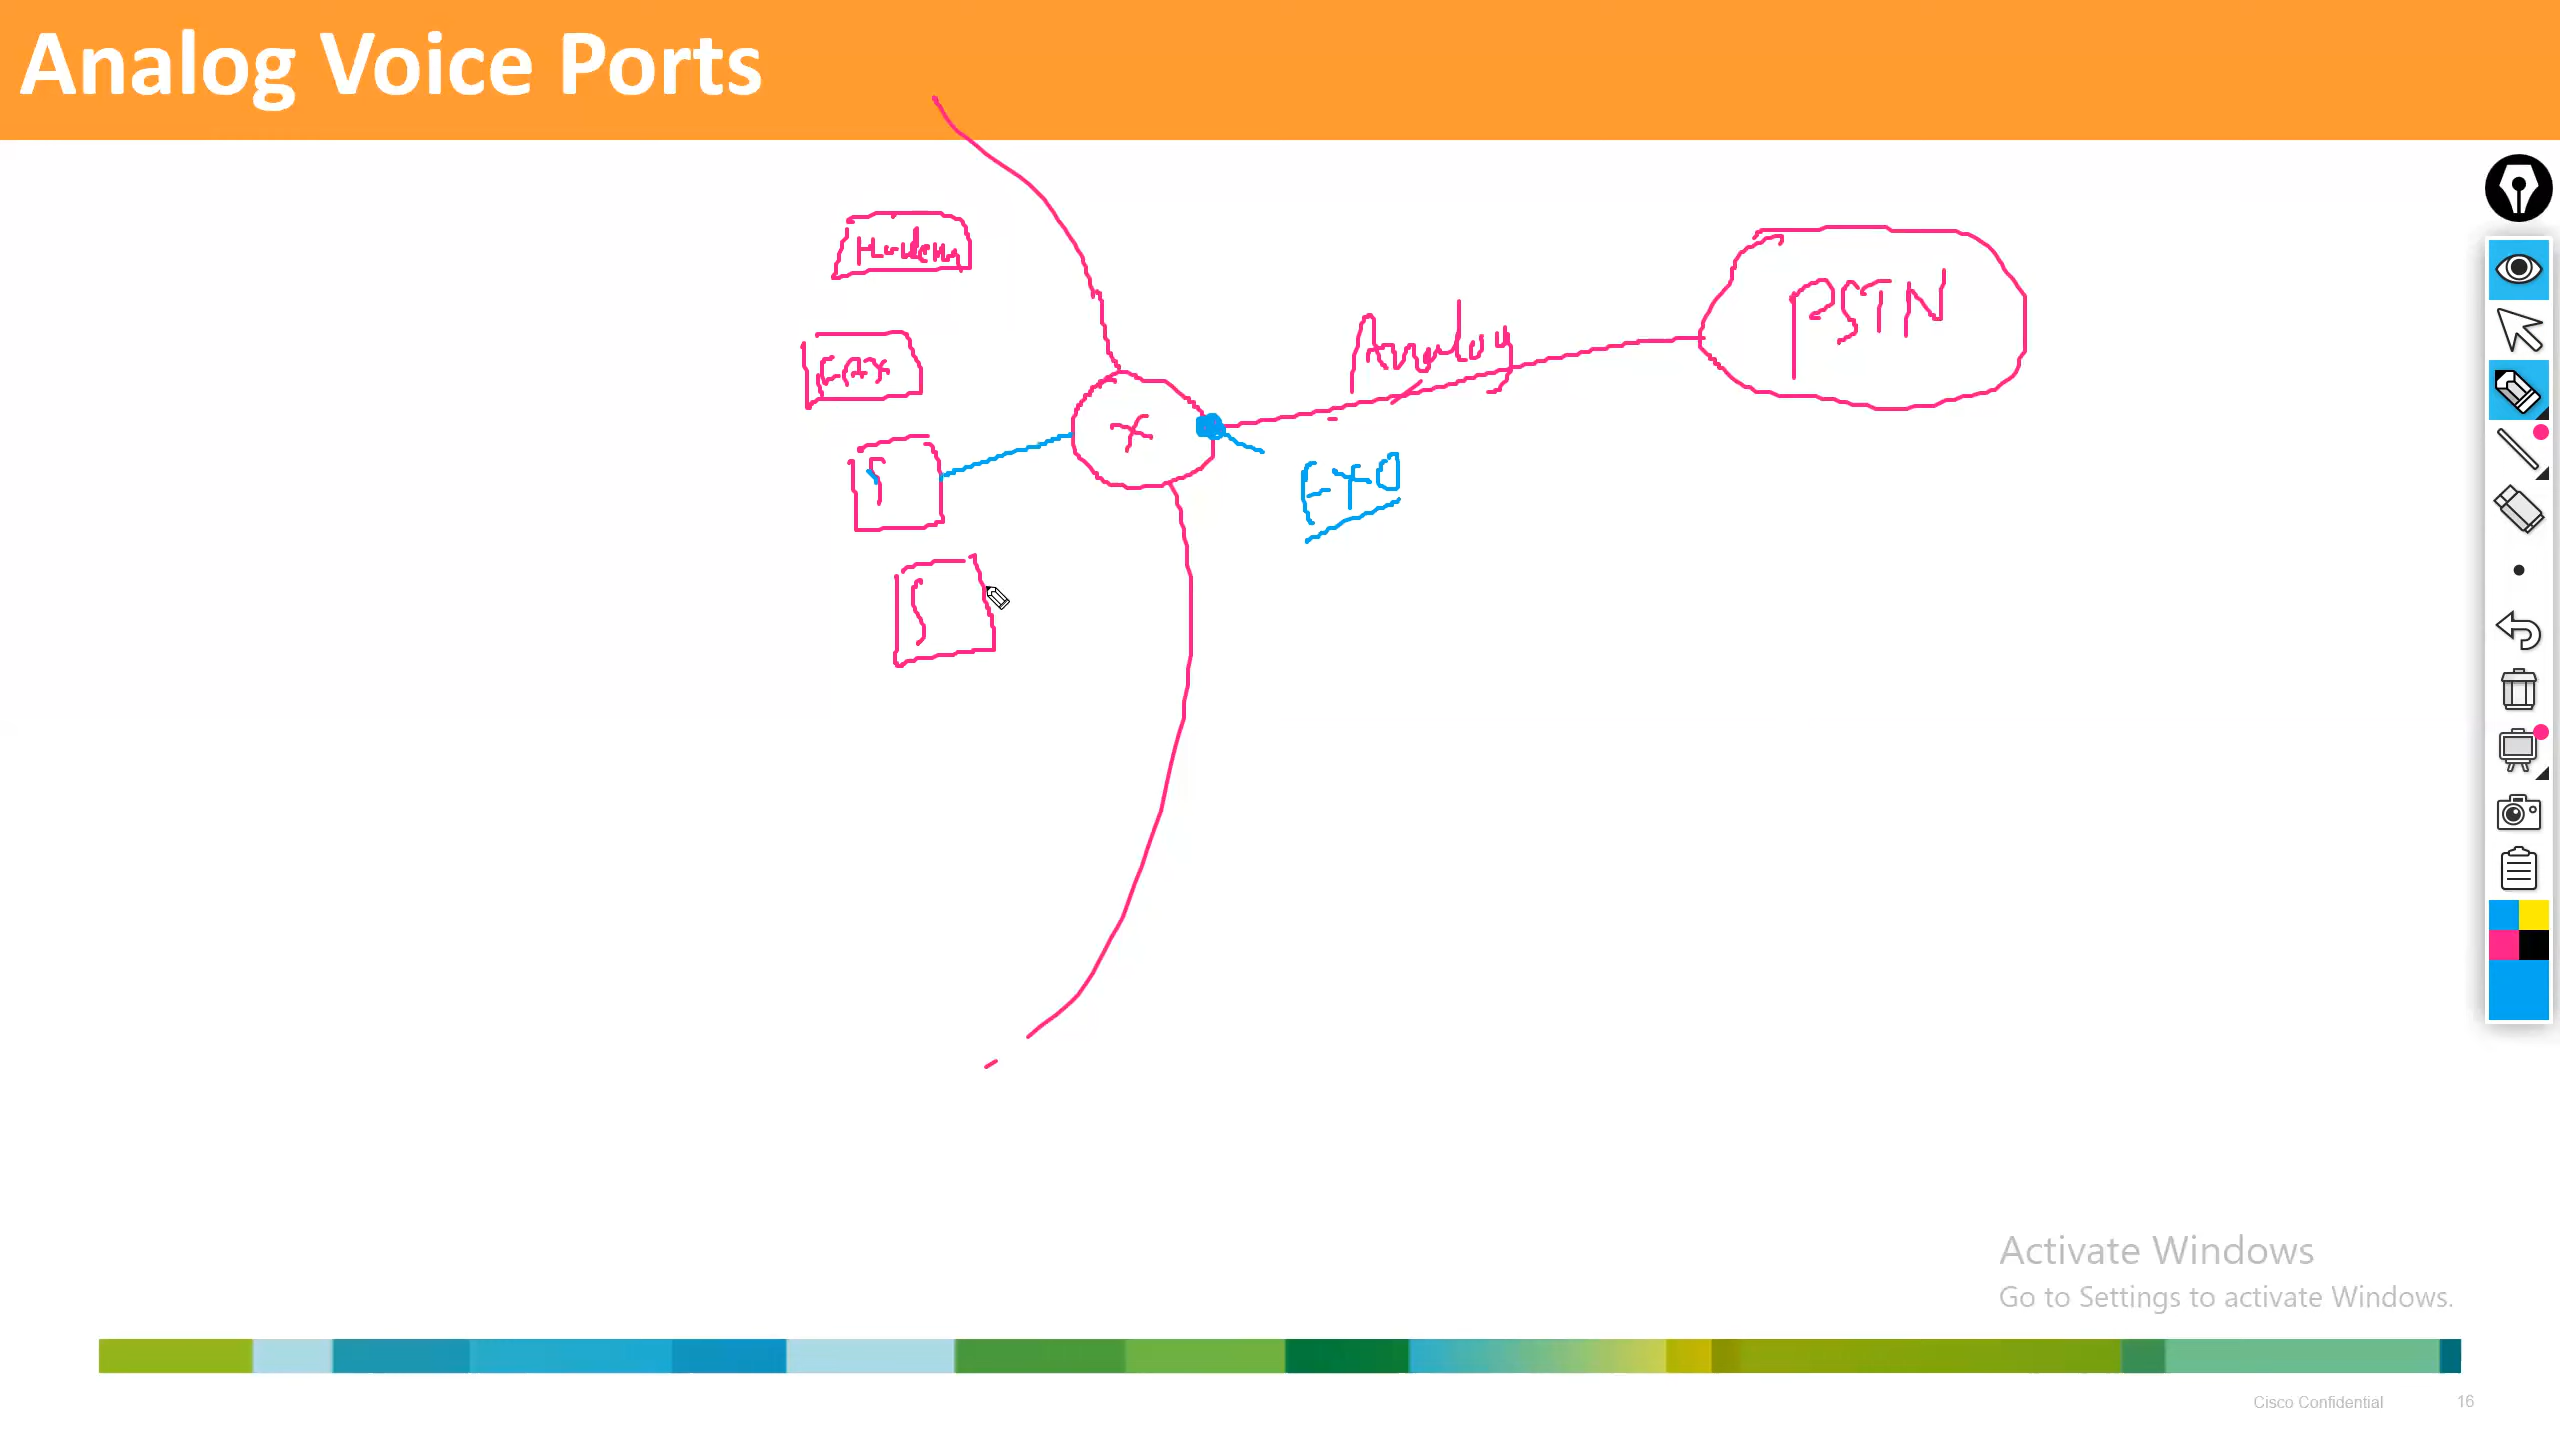 Analog Voice Ports
Modem
PSTN
Analog
Fax
X
FXO
Activate Windows
Go to Settings to activate Windows.
Cisco Confidential
16